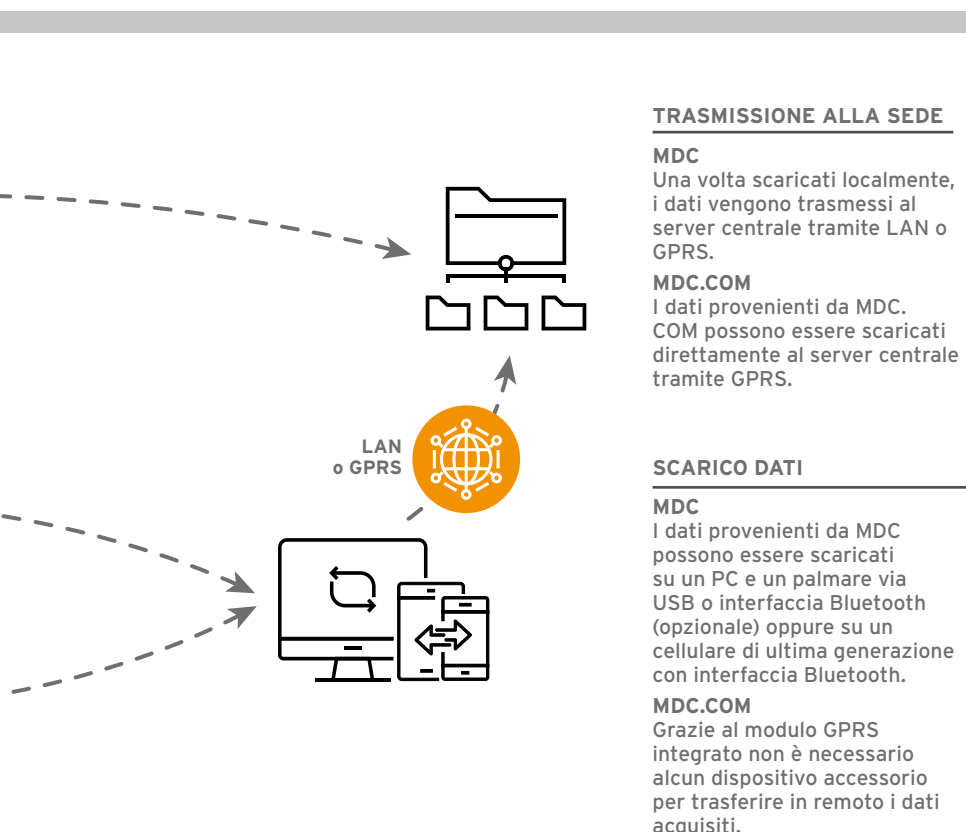 TRASMISSIONE ALLA SEDE
MDC
Una volta scaricati localmente,
i dati vengono trasmessi al
server centrale tramite LAN o
GPRS.
MDC.COM
I dati provenienti da MDC.
COM possono essere scaricati
direttamente al server centrale
tramite GPRS.
LAN
o GPRS
SCARICO DATI
MDC
I dati provenienti da MDC
possono essere scaricati
su un PC e un palmare via
USB o interfaccia Bluetooth
(opzionale) oppure su un
cellulare di ultima generazione
con interfaccia Bluetooth.
MDC.COM
Grazie al modulo GPRS
integrato non è necessario
alcun dispositivo accessorio
per trasferire in remoto i dati
acquisiti.